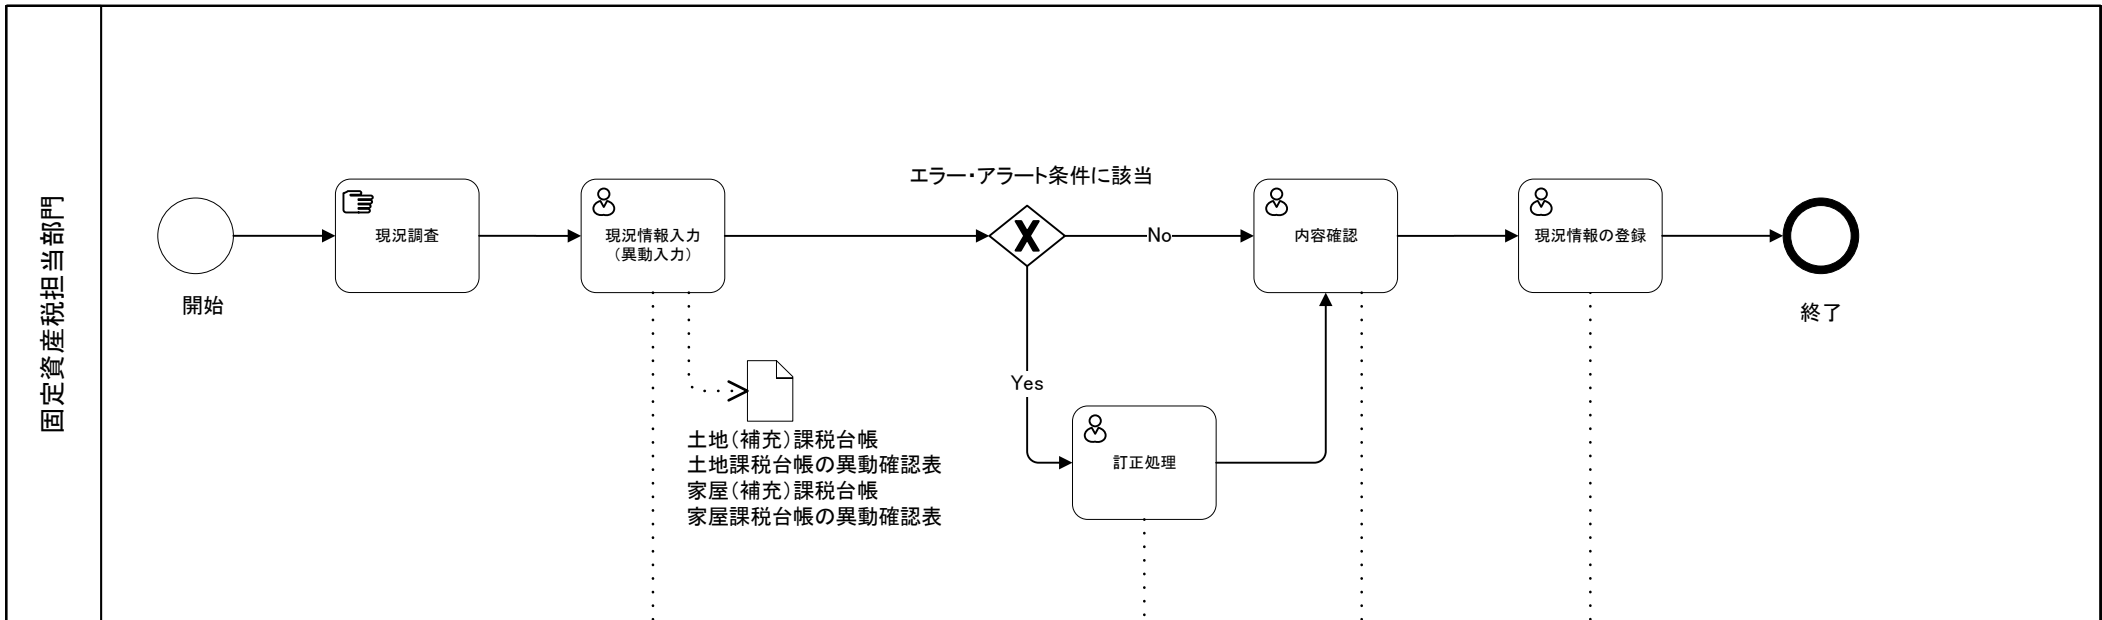 固定資産税担当部門
開始
現況調査
現況情報入力
（異動入力）
土地（補充）課税台帳
土地課税台帳の異動確認表
家屋（補充）課税台帳
家屋課税台帳の異動確認表
エラー・アラート条件に該当
No
Yes
訂正処理
内容確認
現況情報の登録
終了